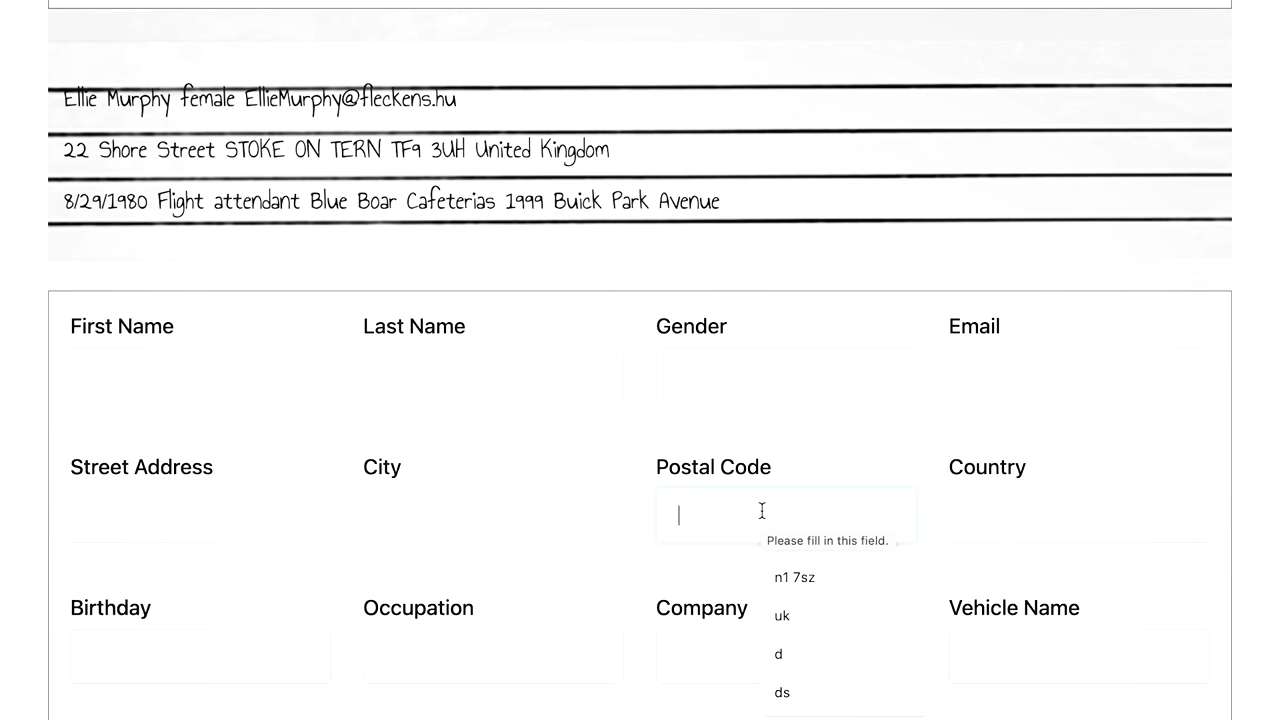 Ellie Murphy female EllieMurphy@fleckens.hu
22 Shore Street STOKE ON TERN TF9 3UH United Kingdom
8/29/1980 Flight attendant Blue Boar Cafeterias 1999 Buick Park Avenue
First Name Last Name Gender Email
Street Address City Postal Code Country
Please fill in this field.
n1 7sz
Birthday Occupation Company Vehicle Name
uk
d
ds